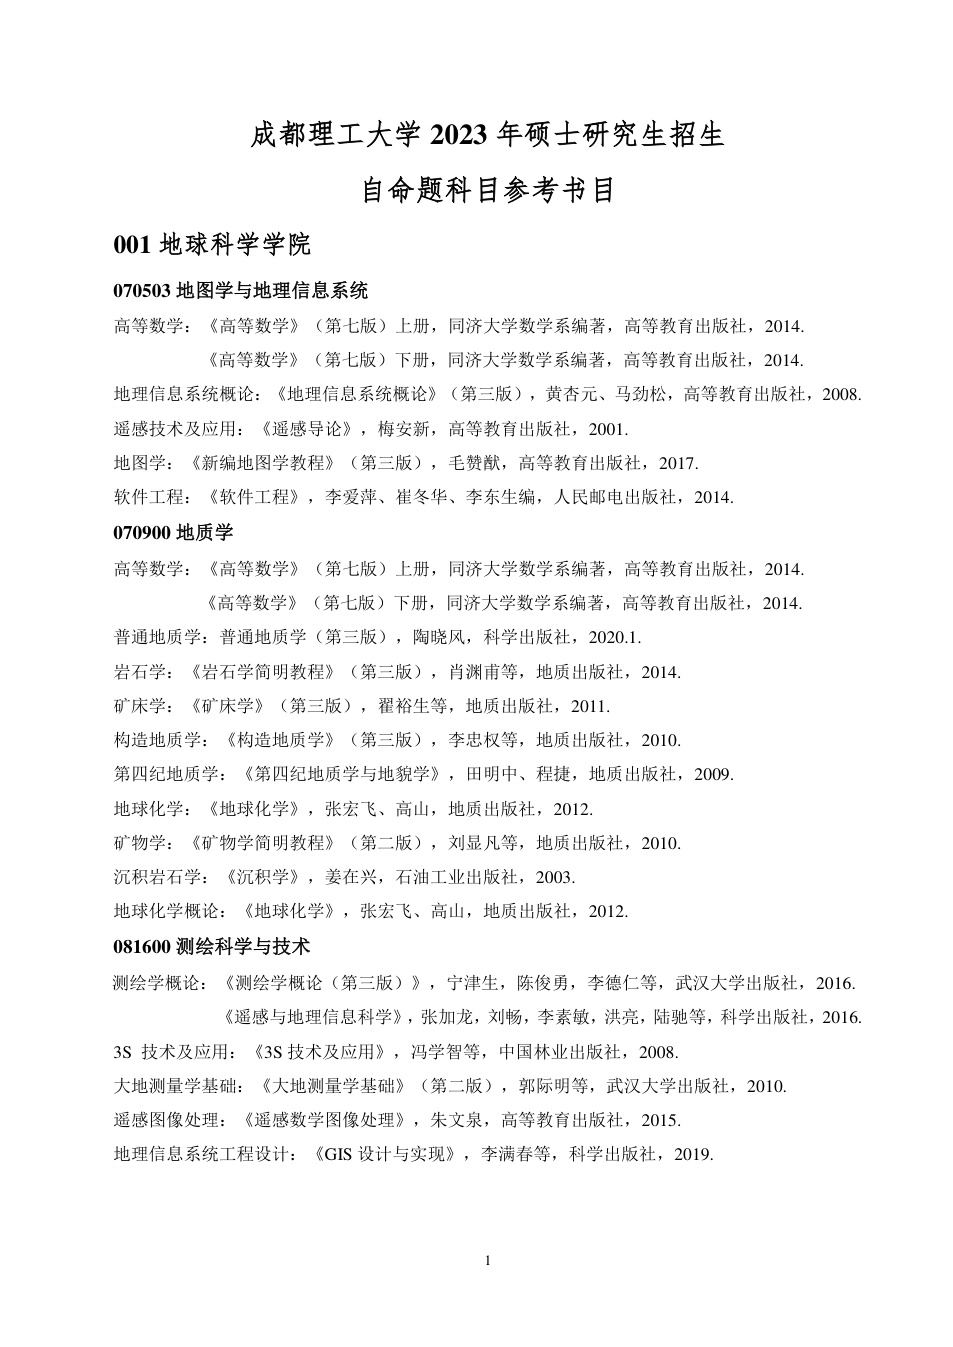 成都理工大学 2023 年硕士研究生招生
自命题科目参考书目
001 地球科学学院
070503 地图学与地理信息系统
高等数学：《高等数学》（第七版）上册，同济大学数学系编著，高等教育出版社，2014.
《高等数学》（第七版）下册，同济大学数学系编著，高等教育出版社，2014.
地理信息系统概论：《地理信息系统概论》（第三版），黄杏元、马劲松，高等教育出版社，2008.
遥感技术及应用：《遥感导论》，梅安新，高等教育出版社，2001.
地图学：《新编地图学教程》（第三版），毛赞猷，高等教育出版社，2017.
软件工程：《软件工程》，李爱萍、崔冬华、李东生编，人民邮电出版社，2014.
070900 地质学
高等数学：《高等数学》（第七版）上册，同济大学数学系编著，高等教育出版社，2014.
《高等数学》（第七版）下册，同济大学数学系编著，高等教育出版社，2014.
普通地质学：普通地质学（第三版），陶晓风，科学出版社，2020.1.
岩石学：《岩石学简明教程》（第三版），肖渊甫等，地质出版社，2014.
矿床学：《矿床学》（第三版），翟裕生等，地质出版社，2011.
构造地质学：《构造地质学》（第三版），李忠权等，地质出版社，2010.
第四纪地质学：《第四纪地质学与地貌学》，田明中、程捷，地质出版社，2009.
地球化学：《地球化学》，张宏飞、高山，地质出版社，2012.
矿物学：《矿物学简明教程》（第二版），刘显凡等，地质出版社，2010.
沉积岩石学：《沉积学》，姜在兴，石油工业出版社，2003.
地球化学概论：《地球化学》，张宏飞、高山，地质出版社，2012.
081600 测绘科学与技术
测绘学概论：《测绘学概论（第三版）》，宁津生，陈俊勇，李德仁等，武汉大学出版社，2016.
《遥感与地理信息科学》，张加龙，刘畅，李素敏，洪亮，陆驰等，科学出版社，2016.
3S 技术及应用：《3S 技术及应用》，冯学智等，中国林业出版社，2008.
大地测量学基础：《大地测量学基础》（第二版），郭际明等，武汉大学出版社，2010.
遥感图像处理：《遥感数学图像处理》，朱文泉，高等教育出版社，2015.
地理信息系统工程设计：《GIS 设计与实现》，李满春等，科学出版社，2019.
1